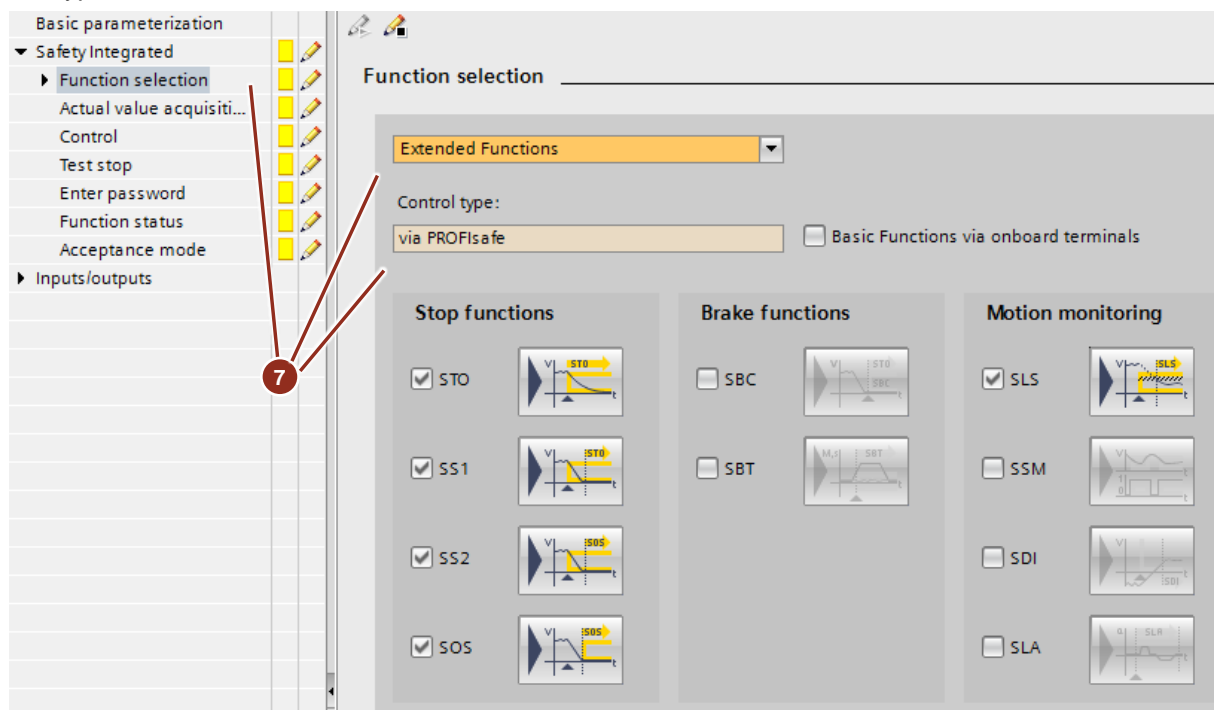 Basic parameterization
Safety Integrated
Function selection
Actual value acquisiti...
Control
Test stop
Enter password
Function status
Acceptance mode
Inputs/outputs
7
Function selection
Extended Functions
Control type:
via PROFIsafe
Basic Functions via onboard terminals
Stop functions
STO
V STO t
SS1
V STO t
SS2
V SOS t
SOS
V SOS t
Brake functions
SBC
V STO SBC t
SBT
M,s SBT t
Motion monitoring
SLS
V SLS t
SSM
V 1 0 t
SDI
V t SDI
SLA
a SLA t